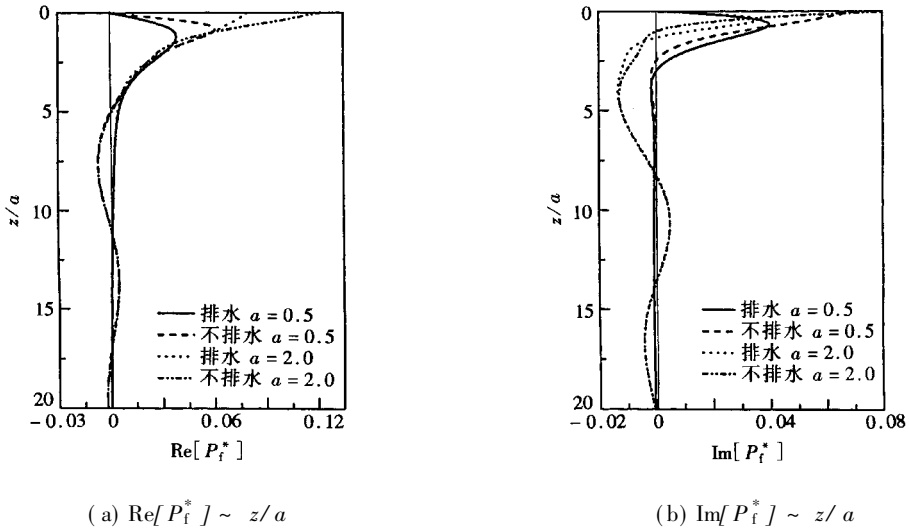 0
5
10
15
20
z/a
排水 a=0.5
不排水 a=0.5
排水 a=2.0
不排水 a=2.0
-0.03 0 0.06 0.12
Re[P_f^*]
(a) Re[P_f^*] ~ z/a
0
5
10
15
20
z/a
排水 a=0.5
不排水 a=0.5
排水 a=2.0
不排水 a=2.0
-0.02 0 0.04 0.08
Im[P_f^*]
(b) Im[P_f^*] ~ z/a